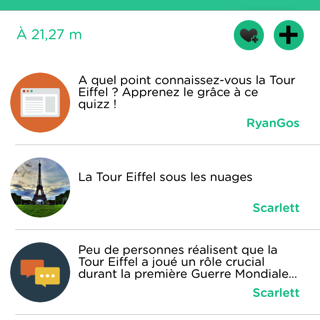 À 21,27 m
A quel point connaissez-vous la Tour
Eiffel ? Apprenez le grâce à ce
quizz !
RyanGos
La Tour Eiffel sous les nuages
Scarlett
Peu de personnes réalisent que la
Tour Eiffel a joué un rôle crucial
durant la première Guerre Mondiale...
Scarlett